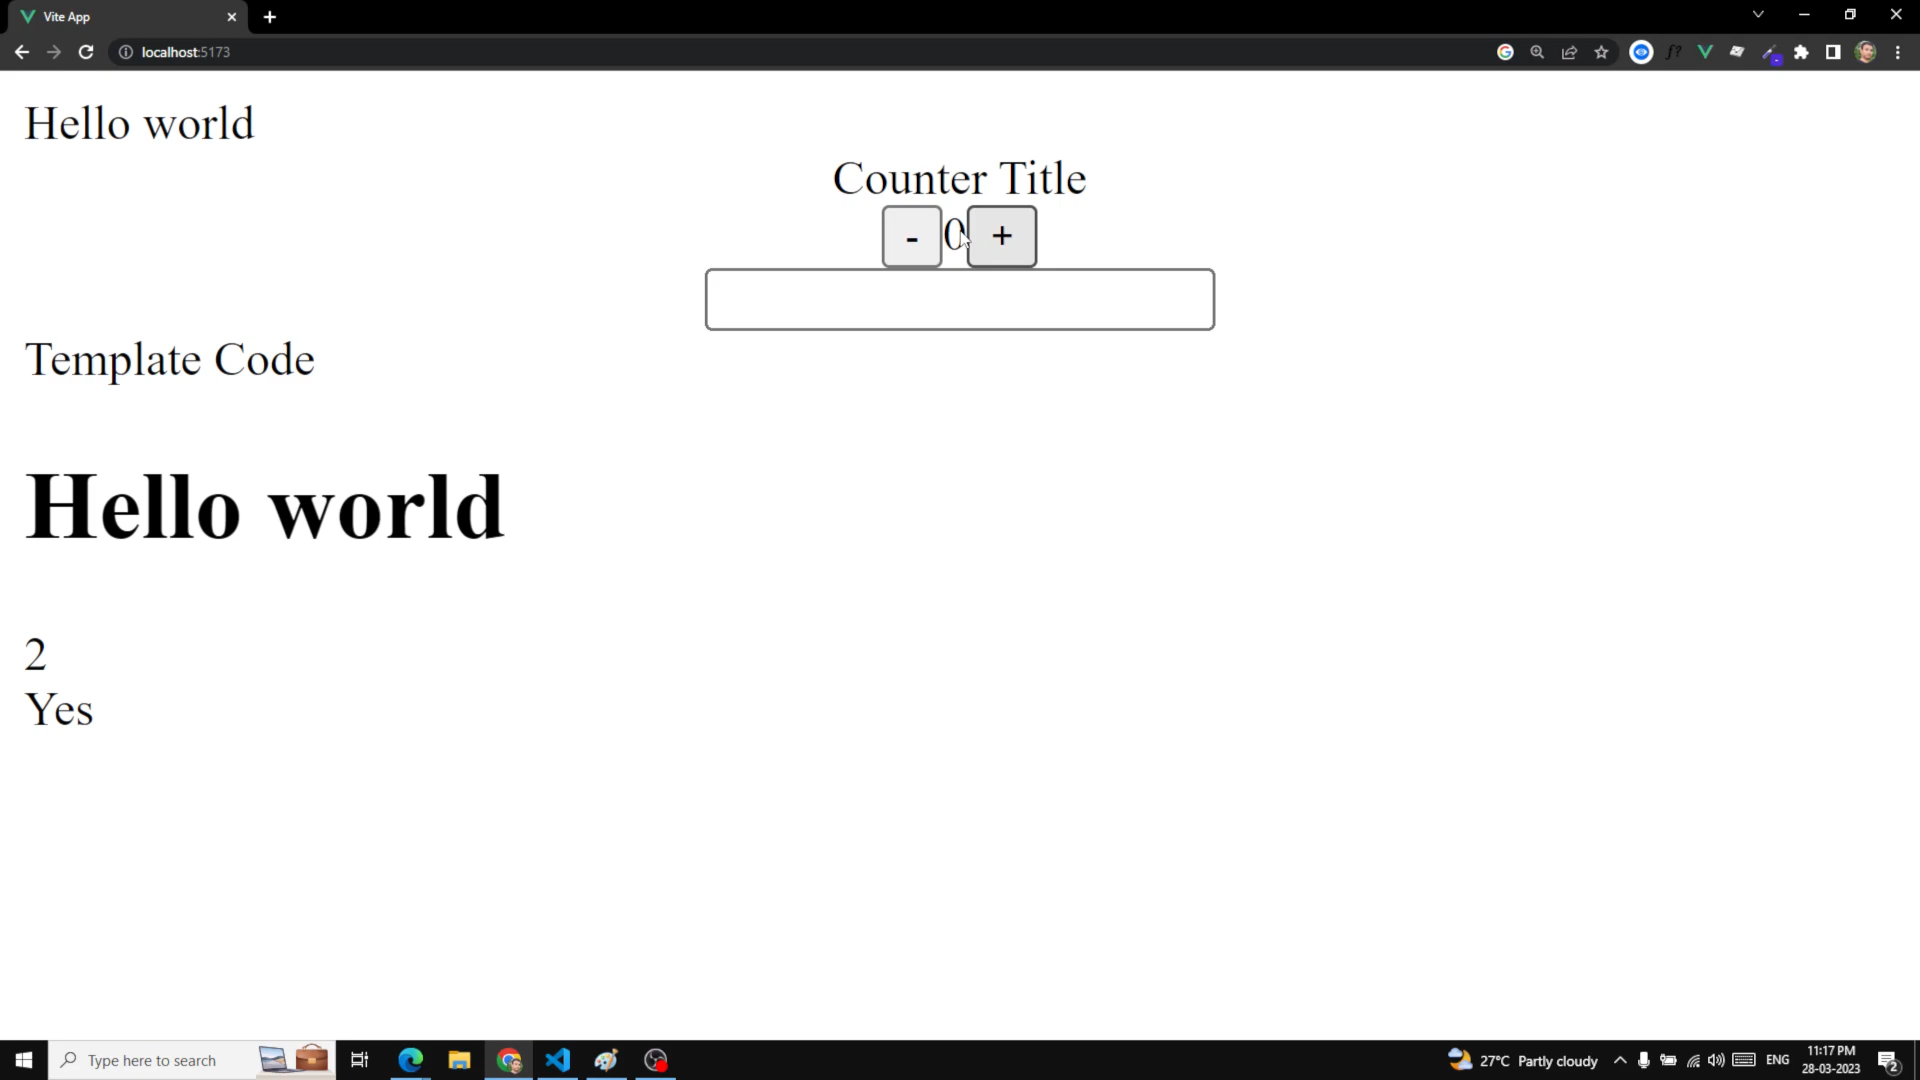 Vite App
localhost:5173
Hello world
Counter Title
- 0 +
Template Code
Hello world
2
Yes
Type here to search
27°C Partly cloudy
ENG
11:17 PM
28-03-2023
2